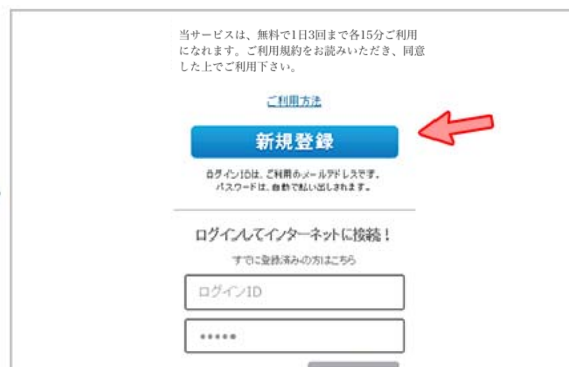 当サービスは、無料で1日3回まで各15分ご利用
になれます。ご利用規約をお読みいただき、同意
した上でご利用下さい。
ご利用方法
新規登録
ログインIDは、ご利用のメールアドレスです。
パスワードは、自動で払い出しされます。
ログインしてインターネットに接続！
すでに登録済みの方はこちら
ログインID
•••••